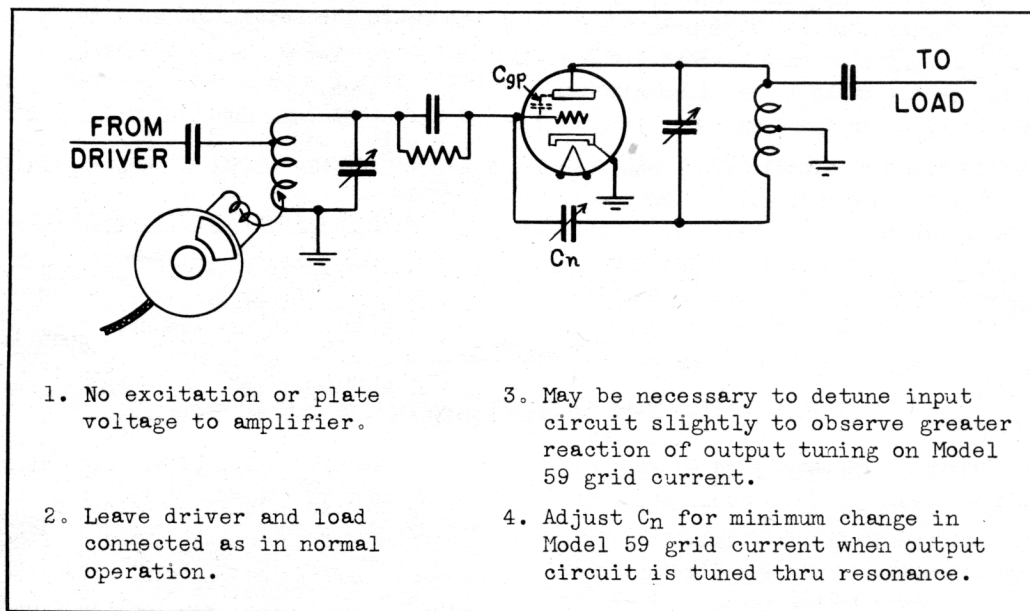 FROM
DRIVER
Cgp
Cn
TO
LOAD
1. No excitation or plate
voltage to amplifier.
2. Leave driver and load
connected as in normal
operation.
3. May be necessary to detune input
circuit slightly to observe greater
reaction of output tuning on Model
59 grid current.
4. Adjust Cn for minimum change in
Model 59 grid current when output
circuit is tuned thru resonance.